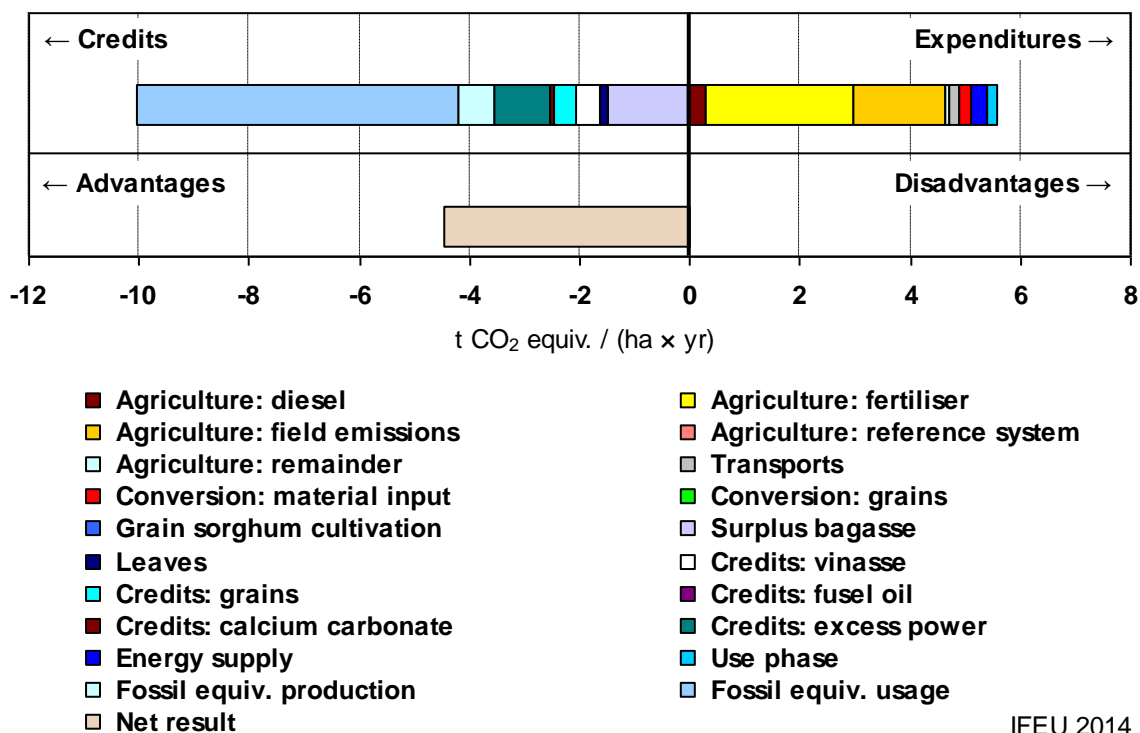 ← Credits Expenditures →
← Advantages Disadvantages →
-12 -10 -8 -6 -4 -2 0 2 4 6 8
t CO₂ equiv. / (ha × yr)
Agriculture: diesel Agriculture: fertiliser
Agriculture: field emissions Agriculture: reference system
Agriculture: remainder Transports
Conversion: material input Conversion: grains
Grain sorghum cultivation Surplus bagasse
Leaves Credits: vinasse
Credits: grains Credits: fusel oil
Credits: calcium carbonate Credits: excess power
Energy supply Use phase
Fossil equiv. production Fossil equiv. usage
Net result
IFEU 2014